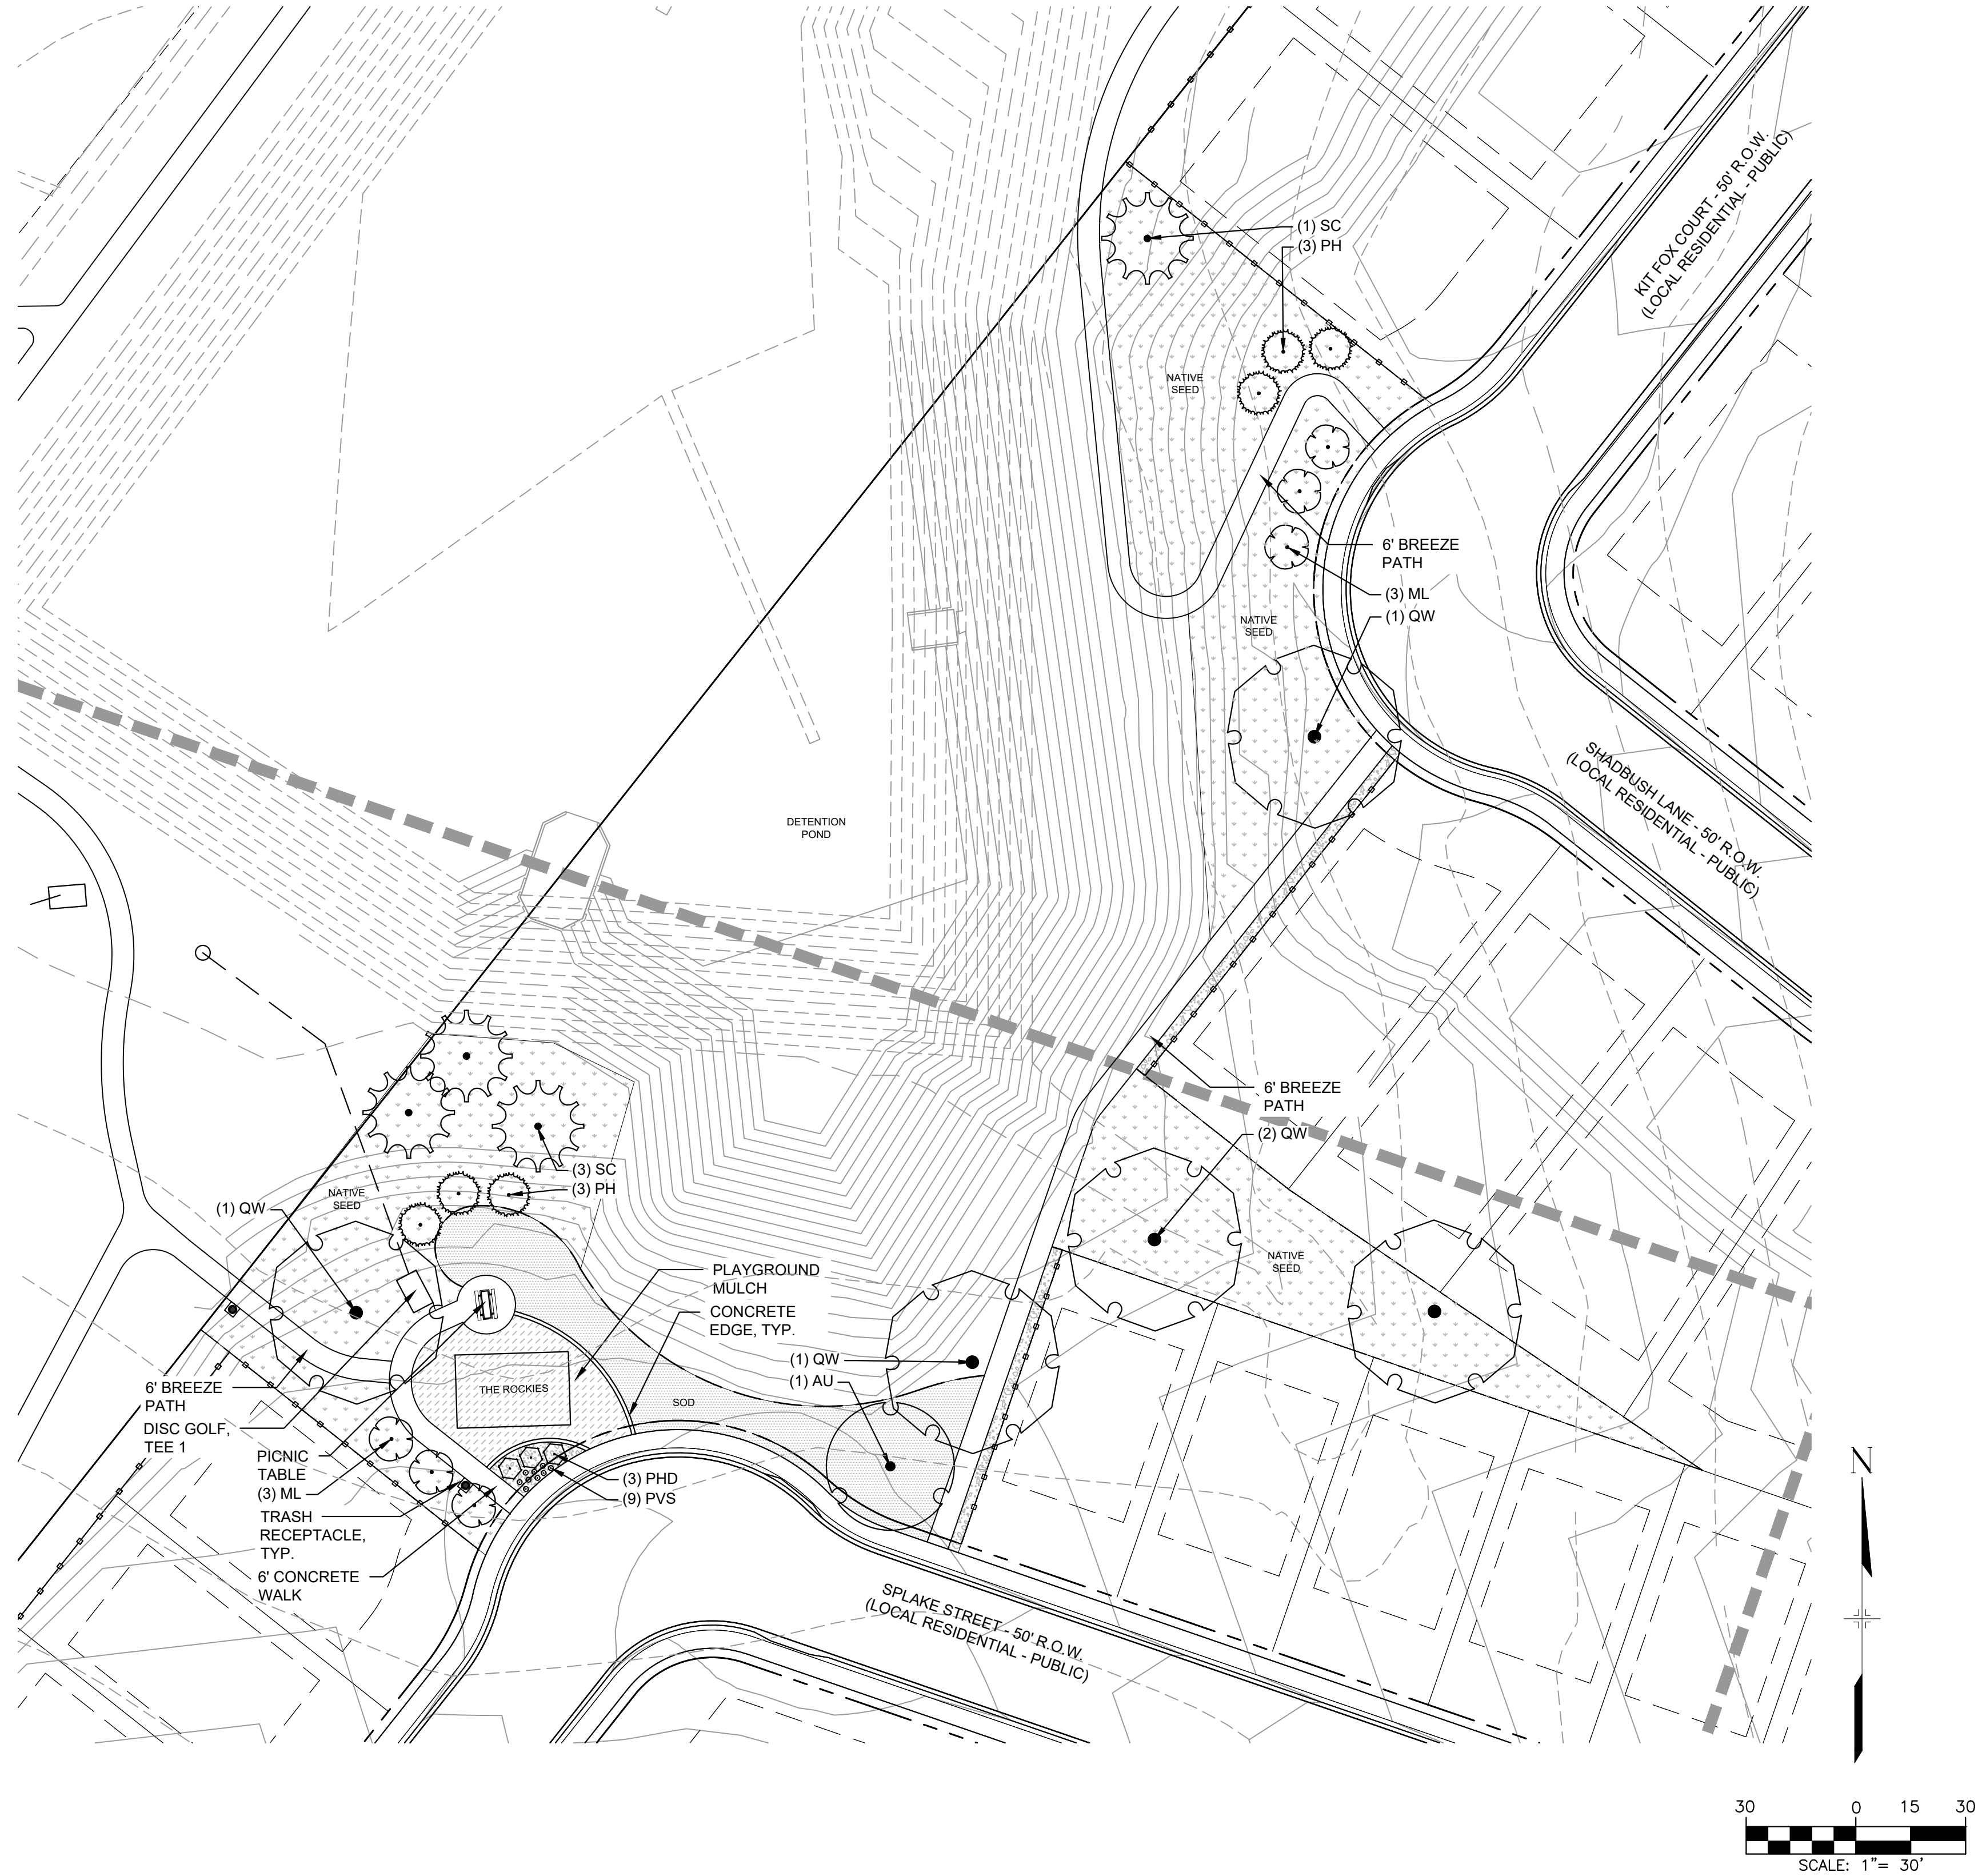 KIT FOX COURT - 50' R.O.W.
(LOCAL RESIDENTIAL - PUBLIC)
(1) SC
(3) PH
NATIVE
SEED
6' BREEZE
PATH
(3) ML
(1) QW
NATIVE
SEED
SHADBUSH LANE - 50' R.O.W.
(LOCAL RESIDENTIAL - PUBLIC)
DETENTION
POND
6' BREEZE
PATH
(2) QW
(3) SC
(3) PH
NATIVE
SEED
(1) QW
NATIVE
SEED
PLAYGROUND
MULCH
CONCRETE
EDGE, TYP.
(1) QW
(1) AU
THE ROCKIES
SOD
6' BREEZE
PATH
DISC GOLF,
TEE 1
PICNIC
TABLE
(3) ML
TRASH
RECEPTACLE,
TYP.
6' CONCRETE
WALK
(3) PHD
(9) PVS
SPLAKE STREET - 50' R.O.W.
(LOCAL RESIDENTIAL - PUBLIC)
N
30 0 15 30
SCALE: 1"= 30'